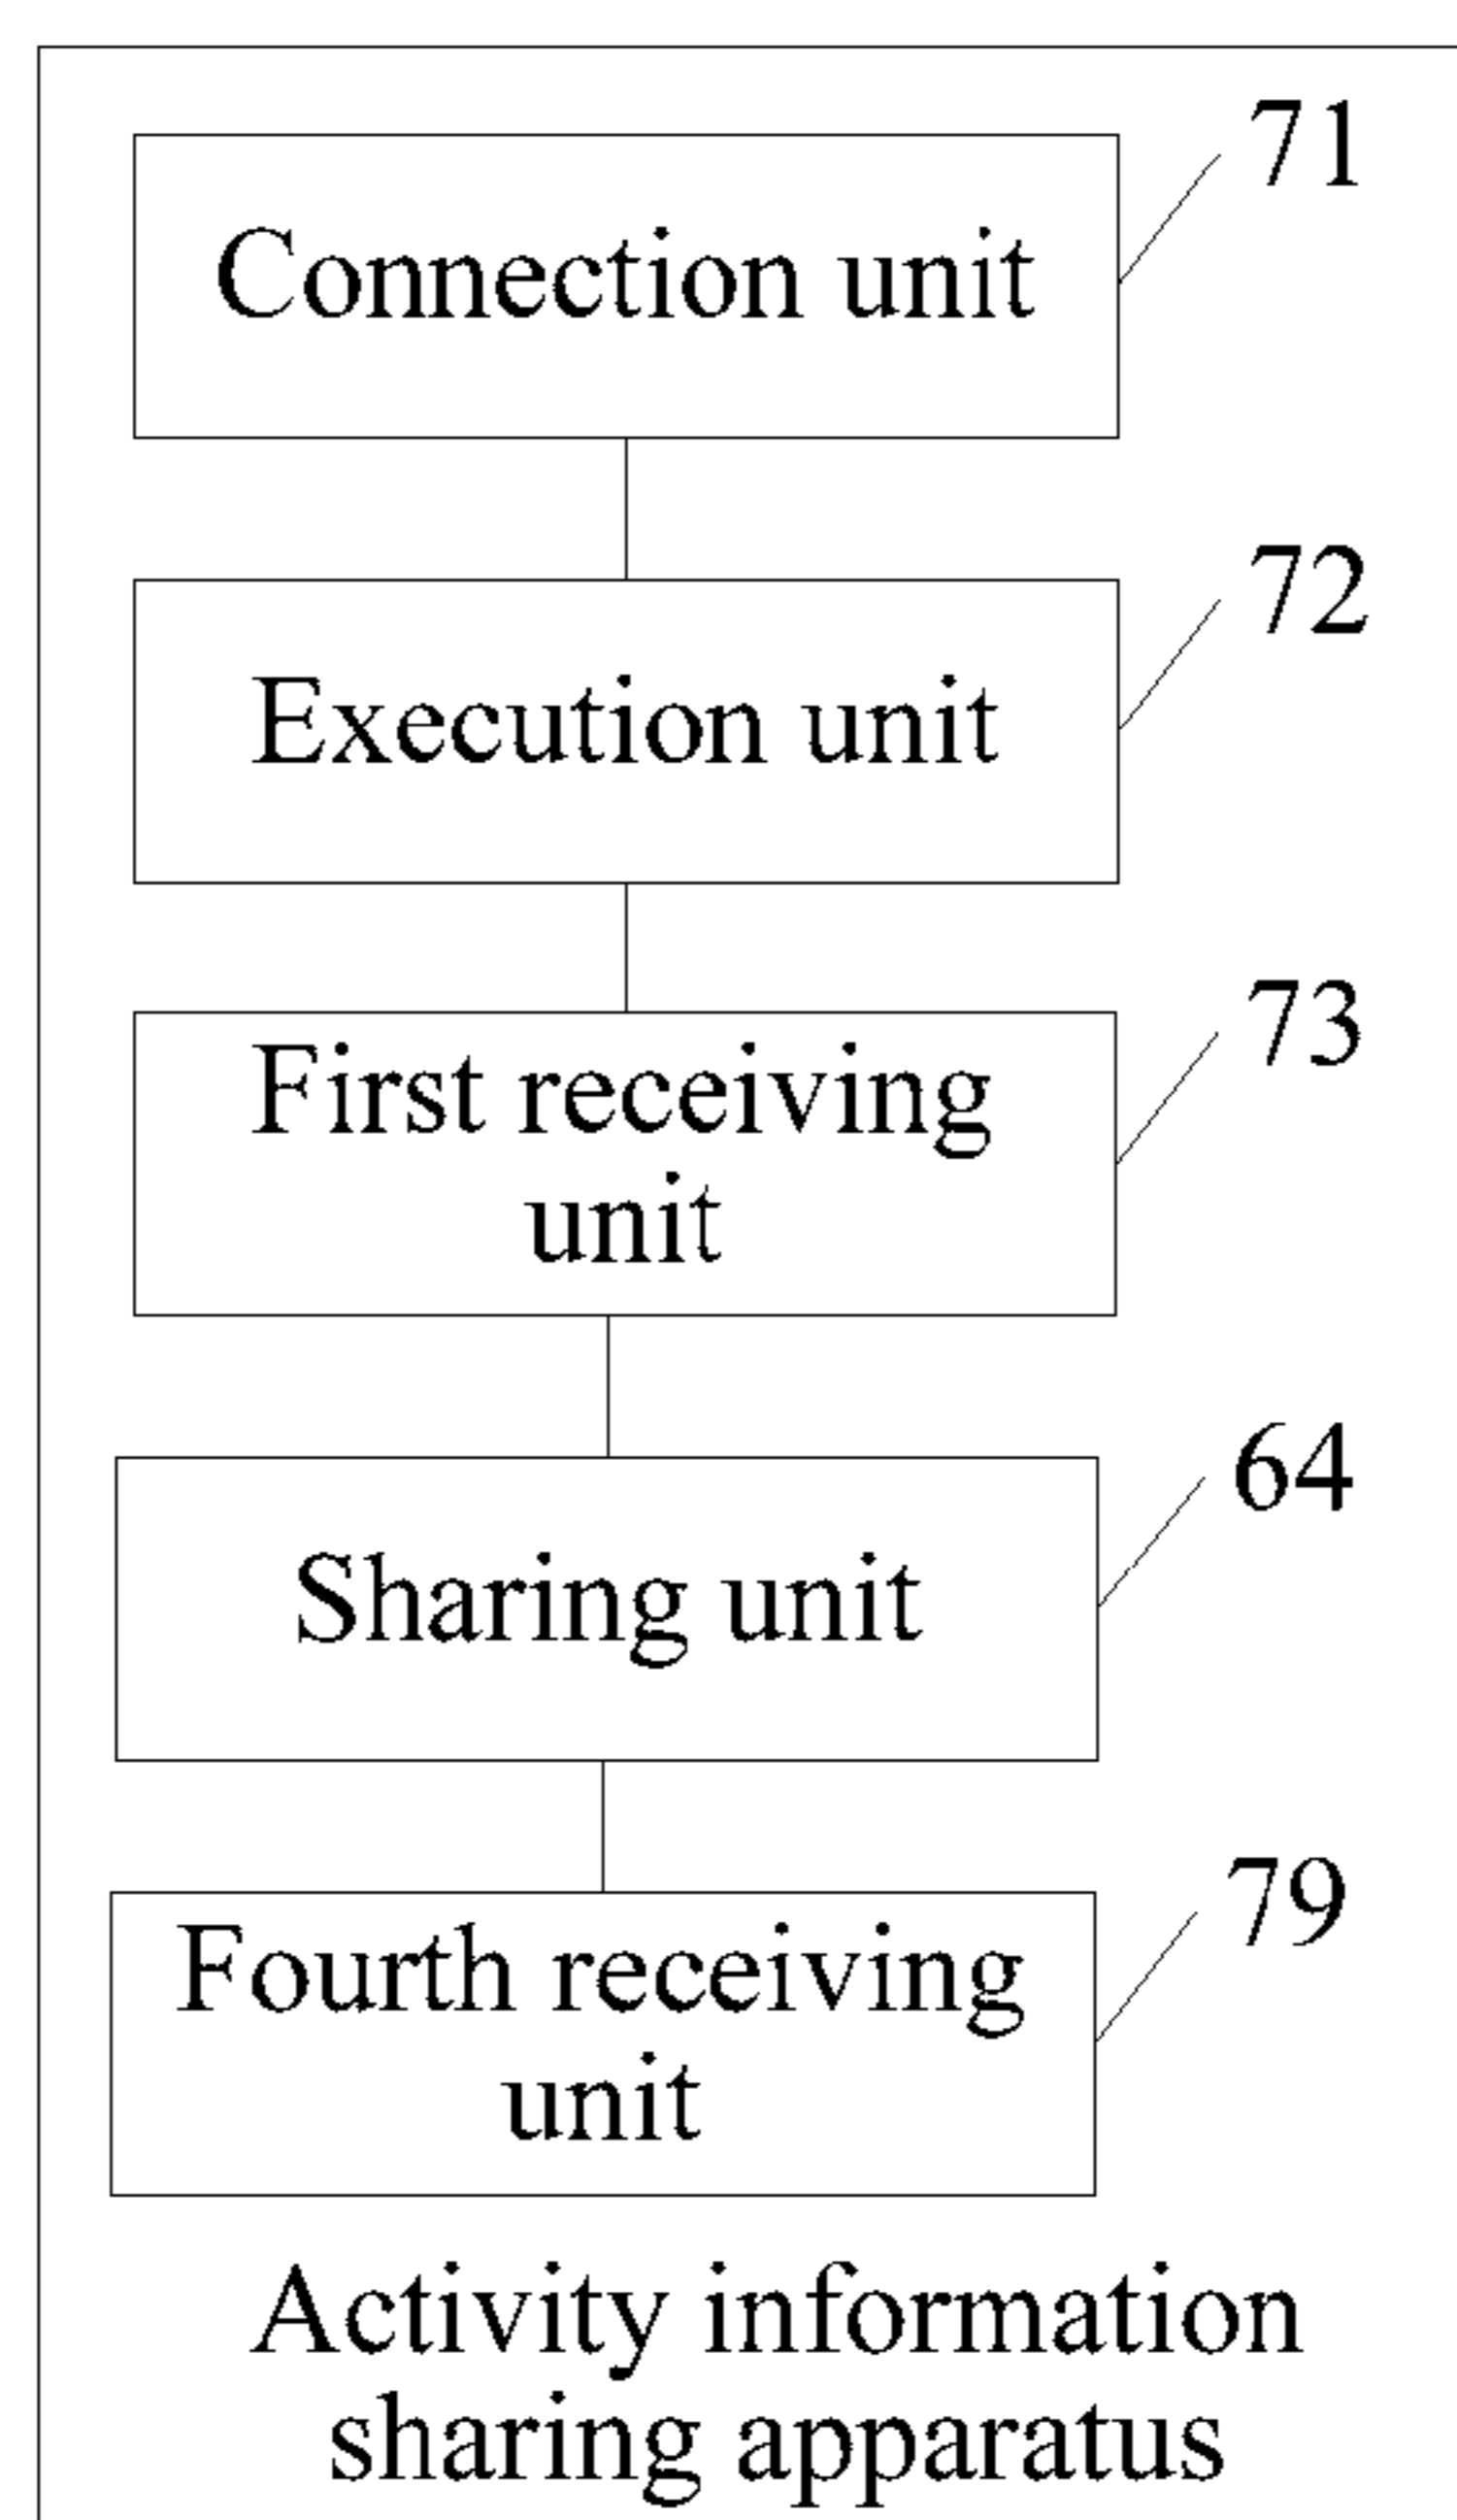 71
Connection unit
72
Execution unit
73
First receiving
unit
64
Sharing unit
79
Fourth receiving
unit
Activity information
sharing apparatus